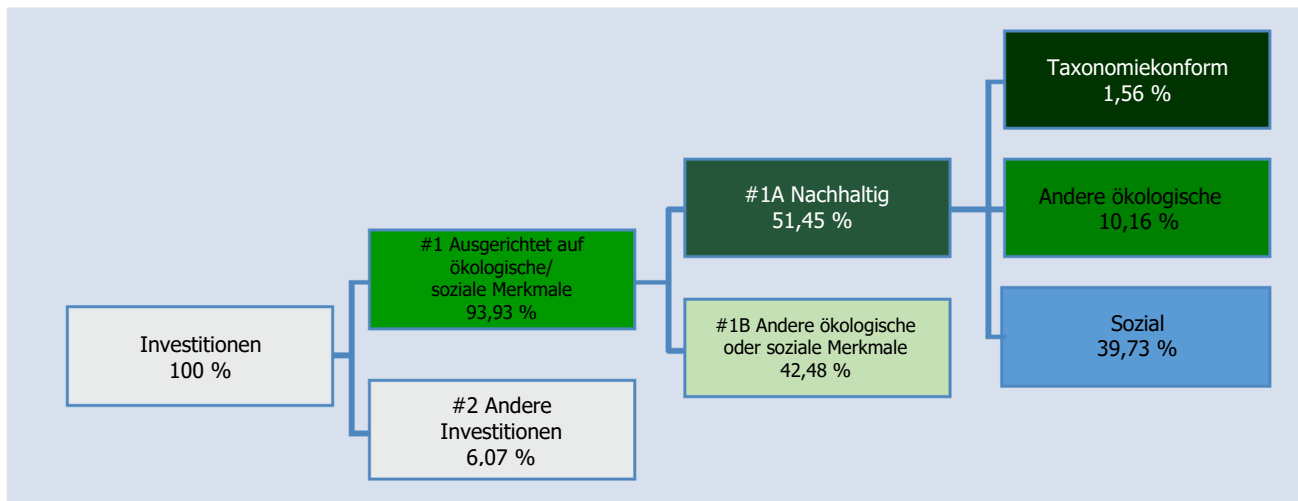 Investitionen
100 %
#1 Ausgerichtet auf
ökologische/
soziale Merkmale
93,93 %
#2 Andere
Investitionen
6,07 %
#1A Nachhaltig
51,45 %
#1B Andere ökologische
oder soziale Merkmale
42,48 %
Taxonomiekonform
1,56 %
Andere ökologische
10,16 %
Sozial
39,73 %